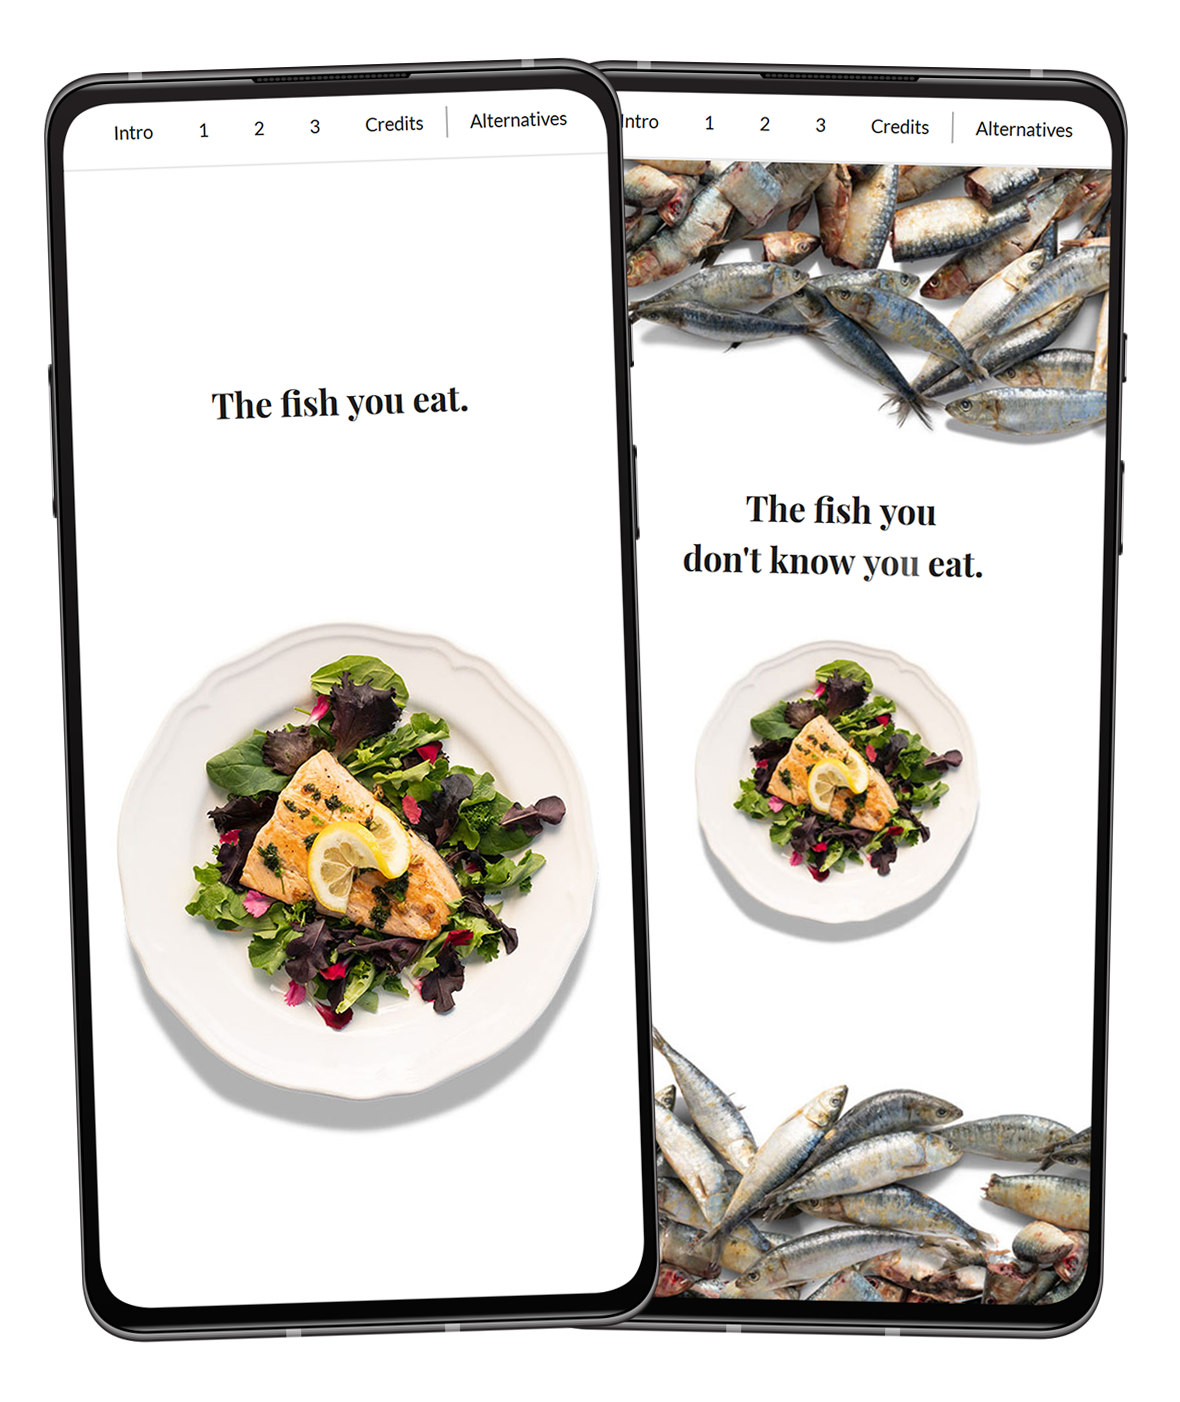 Intro 1 2 3 Credits Alternatives
The fish you eat.
Intro 1 2 3 Credits Alternatives
The fish you
don't know you eat.